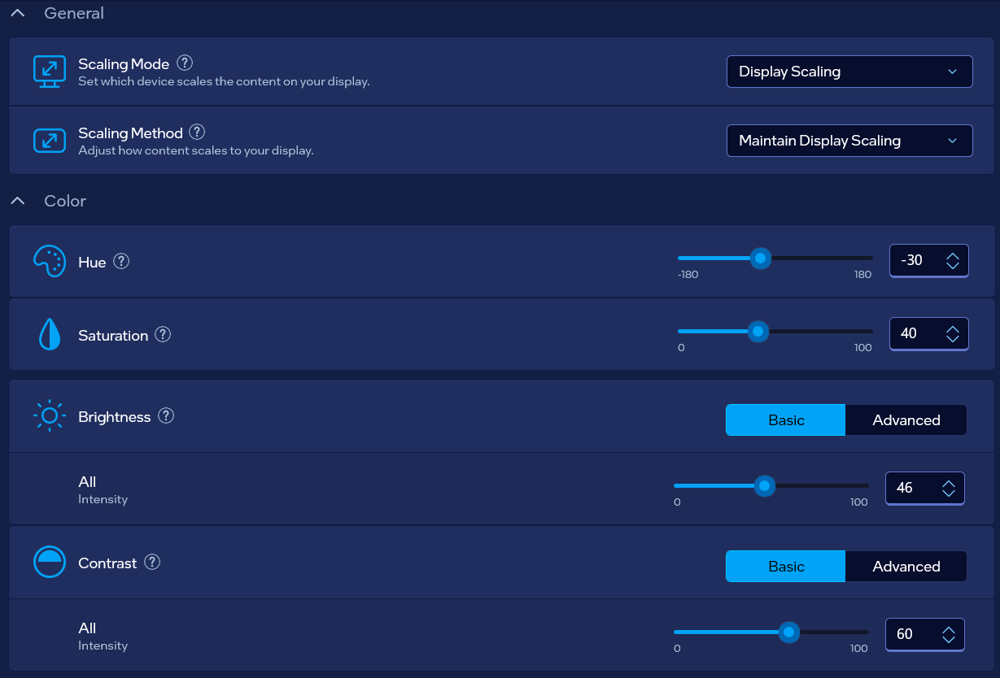 General
Scaling Mode ?
Set which device scales the content on your display.
Display Scaling
Scaling Method ?
Adjust how content scales to your display.
Maintain Display Scaling
Color
Hue ?
-180
180
-30
Saturation ?
0
100
40
Brightness ?
Basic
Advanced
All
Intensity
0
100
46
Contrast ?
Basic
Advanced
All
Intensity
0
100
60